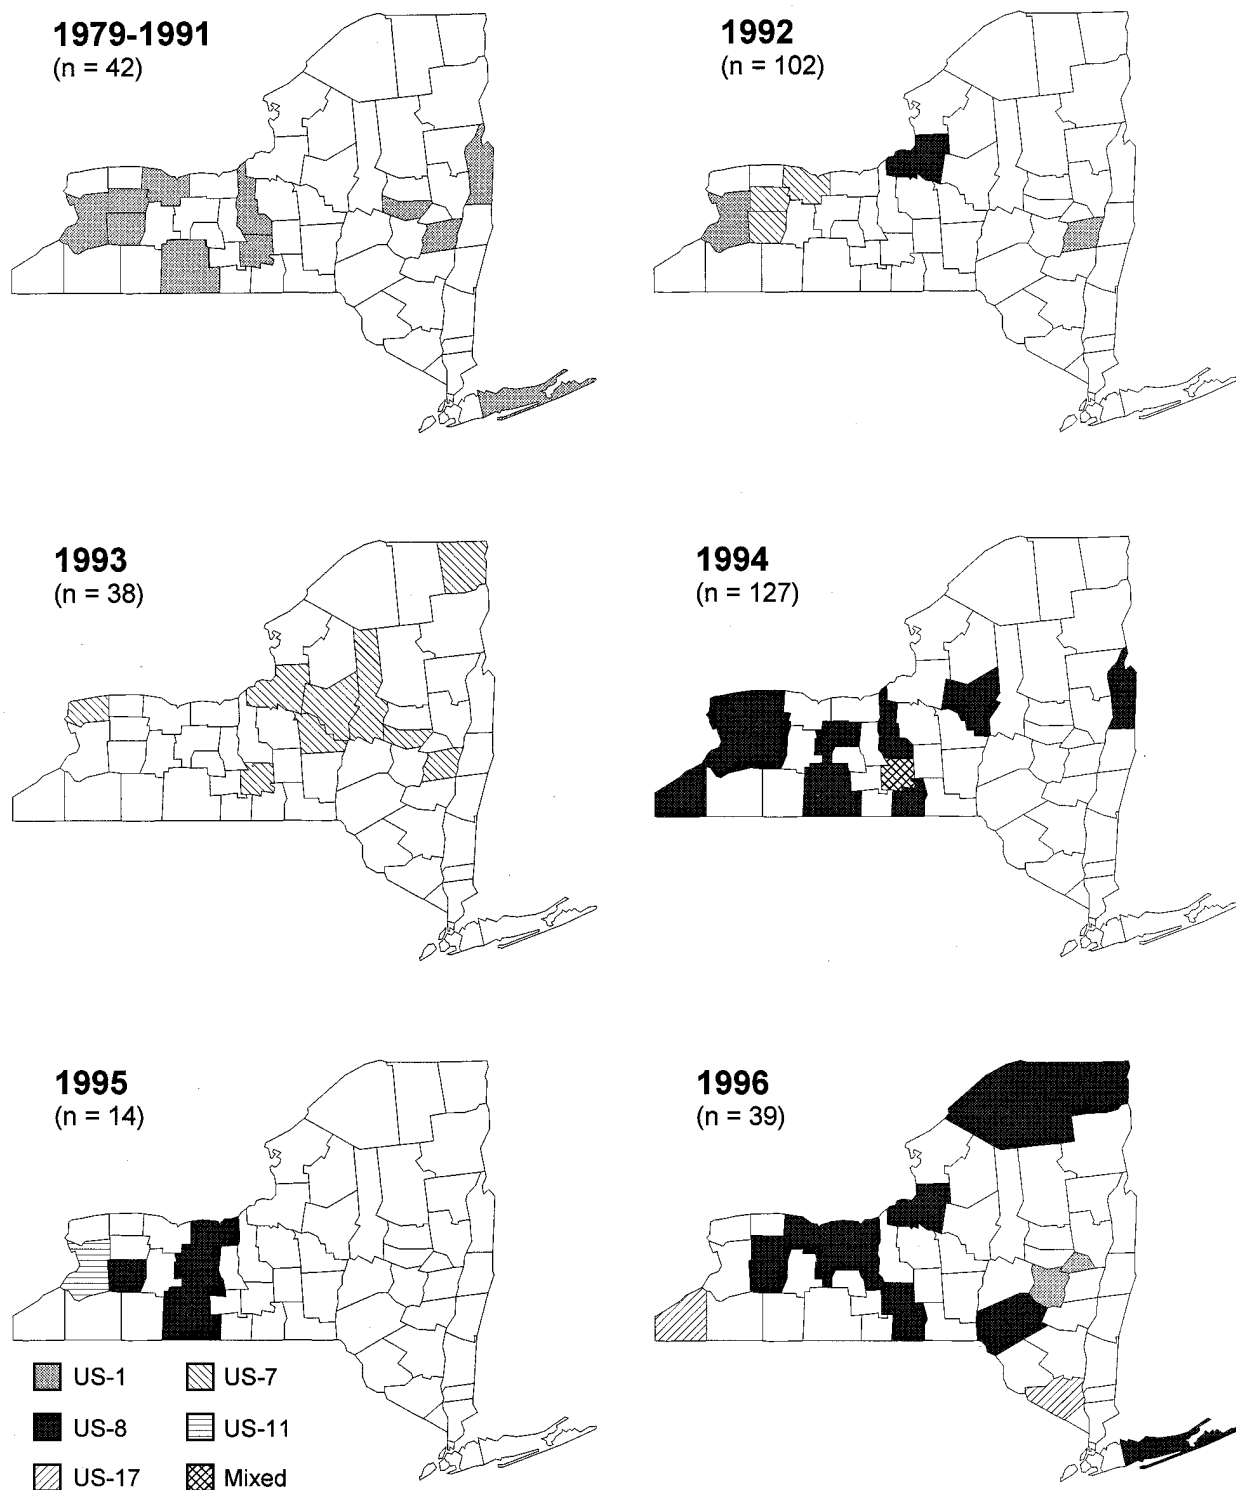 1979-1991
(n = 42)
1992
(n = 102)
1993
(n = 38)
1994
(n = 127)
1995
(n = 14)
1996
(n = 39)
US-1
US-7
US-8
US-11
US-17
Mixed